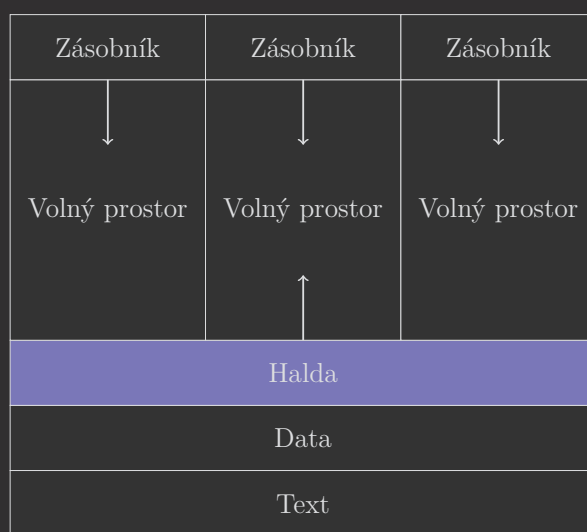 Zásobník Zásobník Zásobník
Volný prostor Volný prostor Volný prostor
Halda
Data
Text